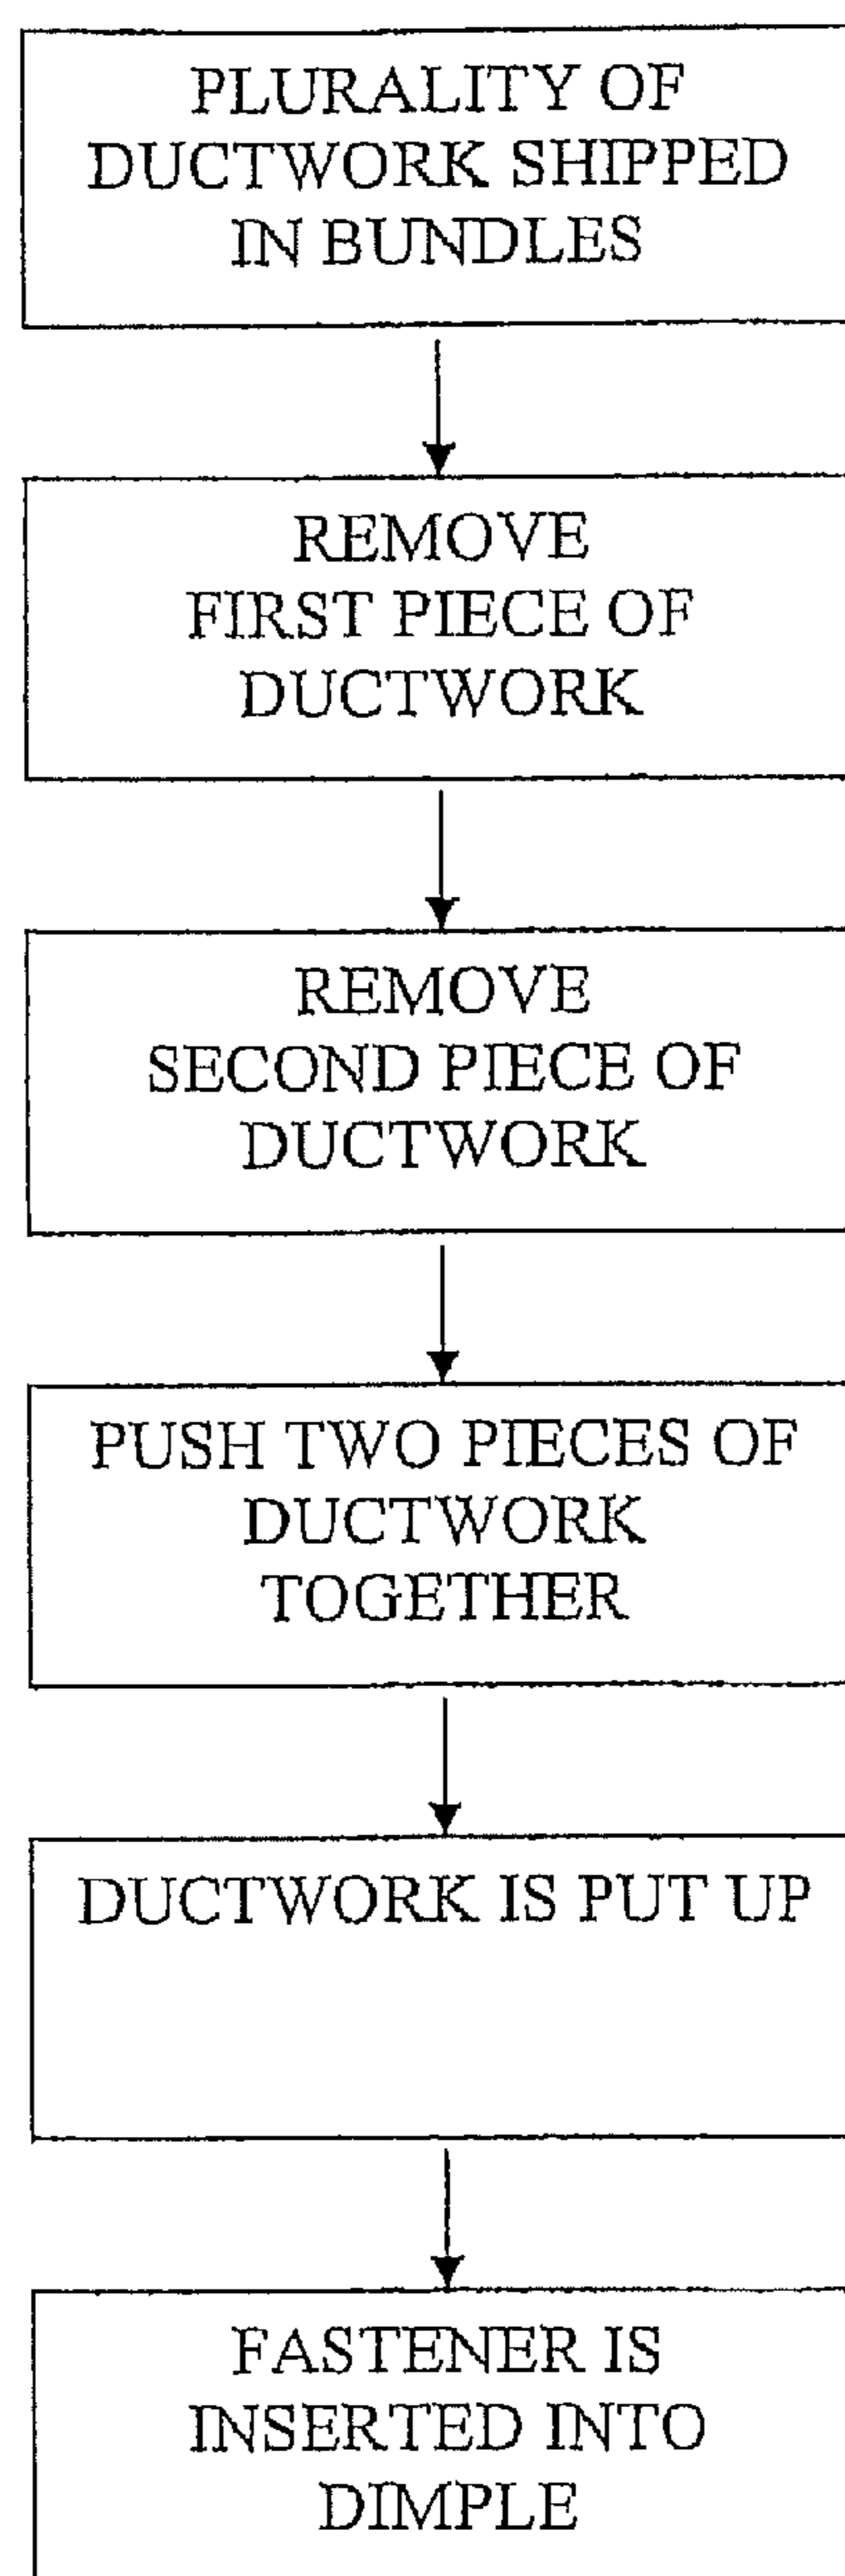 PLURALITY OF
DUCTWORK SHIPPED
IN BUNDLES
REMOVE
FIRST PIECE OF
DUCTWORK
REMOVE
SECOND PIECE OF
DUCTWORK
PUSH TWO PIECES OF
DUCTWORK
TOGETHER
DUCTWORK IS PUT UP
FASTENER IS
INSERTED INTO
DIMPLE